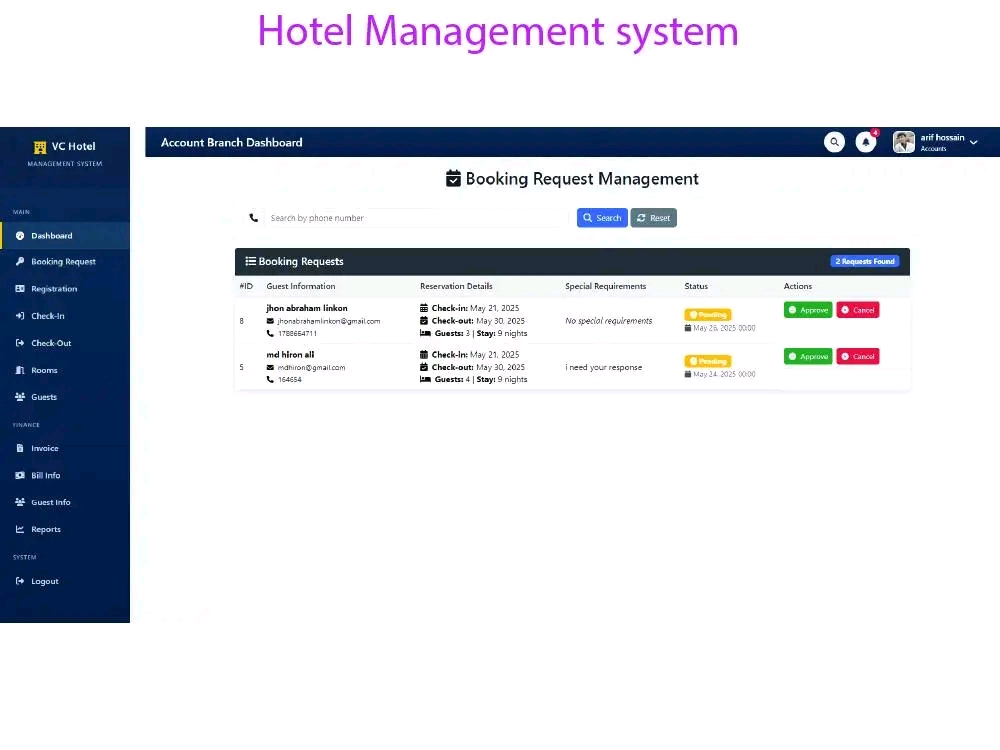 Hotel Management system
VC Hotel
MANAGEMENT SYSTEM
MAIN
Dashboard
Booking Request
Registration
Check-In
Check-Out
Rooms
Guests
FINANCE
Invoice
Bill Info
Guest Info
Reports
SYSTEM
Logout
Account Branch Dashboard
4
arif hossain
Accounts
Booking Request Management
Search by phone number
Search
Reset
Booking Requests
2 Requests Found
#ID Guest Information Reservation Details Special Requirements Status Actions
8
jhon abraham linkon
jhonabrahamlinkon@gmail.com
1788664711
Check-in: May 21, 2025
Check-out: May 30, 2025
Guests: 3 | Stay: 9 nights
No special requirements
Pending
May 26, 2025 00:00
Approve
Cancel
5
md hiron ali
mdhiron@gmail.com
164654
Check-in: May 21, 2025
Check-out: May 30, 2025
Guests: 4 | Stay: 9 nights
i need your response
Pending
May 24, 2025 00:00
Approve
Cancel